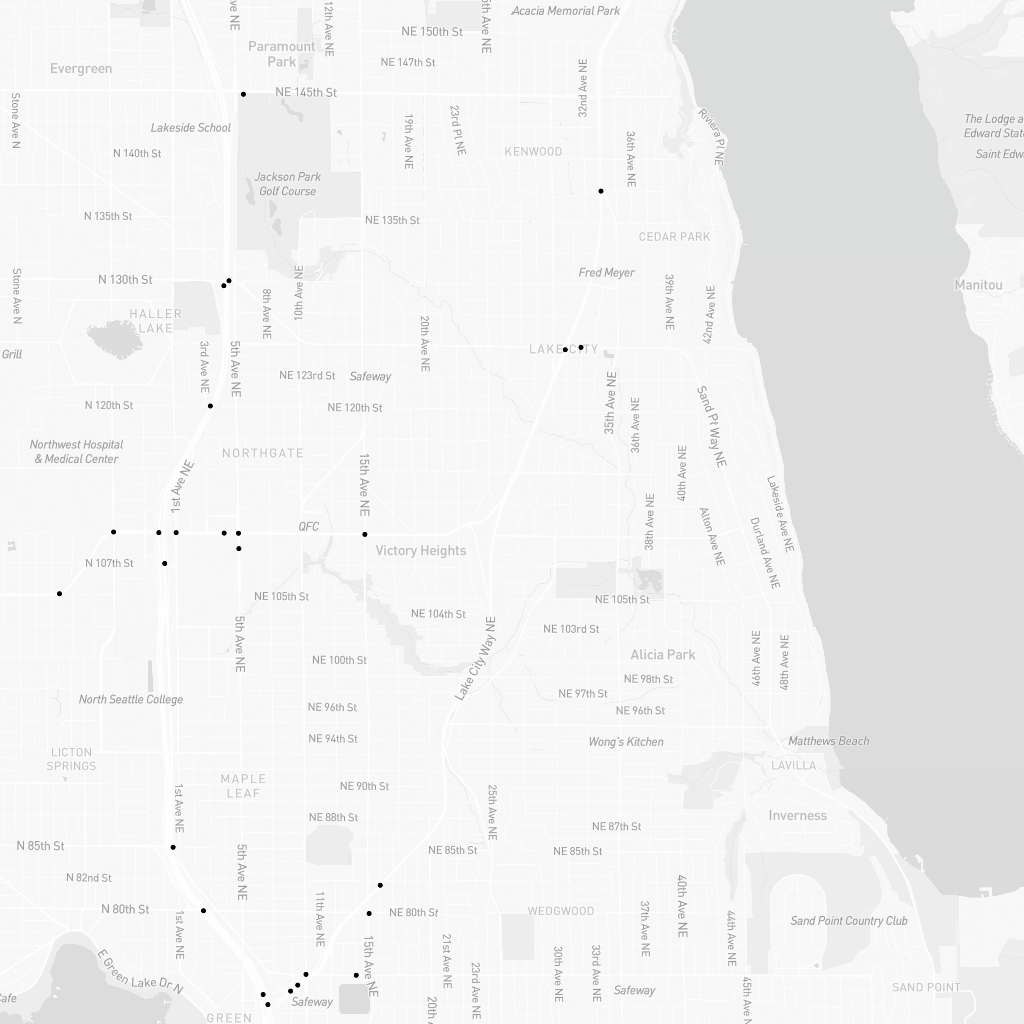 Acacia Memorial Park
12th Ave NE
5th Ave NE
Ave NE
NE 150th St
Paramount
Park
NE 147th St
Evergreen
32nd Ave NE
NE 145th St
Stone Ave N
Lakeside School
19th Ave NE
23rd Pl NE
36th Ave NE
Riviera Pl NE
The Lodge a
Edward State
Saint Edw
N 140th St
KENWOOD
Jackson Park
Golf Course
N 135th St
NE 135th St
CEDAR PARK
Fred Meyer
Stone Ave N
N 130th St
8th Ave NE
10th Ave NE
39th Ave NE
42nd Ave NE
Manitou
HALLER
LAKE
20th Ave NE
Grill
3rd Ave NE
5th Ave NE
LAKE CITY
NE 123rd St
Safeway
N 120th St
NE 120th St
35th Ave NE
36th Ave NE
Sand Pt Way NE
Northwest Hospital
& Medical Center
NORTHGATE
1st Ave NE
15th Ave NE
40th Ave NE
38th Ave NE
Alton Ave NE
Durland Ave NE
Lakeside Ave NE
QFC
Victory Heights
N 107th St
NE 105th St
NE 105th St
NE 104th St
5th Ave NE
Lake City Way NE
NE 103rd St
46th Ave NE
48th Ave NE
NE 100th St
Alicia Park
NE 98th St
North Seattle College
NE 97th St
NE 96th St
NE 96th St
NE 94th St
Wong's Kitchen
Matthews Beach
LICTON
SPRINGS
LAVILLA
MAPLE
LEAF
NE 90th St
1st Ave NE
25th Ave NE
NE 88th St
NE 87th St
Inverness
N 85th St
5th Ave NE
NE 85th St
NE 85th St
N 82nd St
40th Ave NE
N 80th St
1st Ave NE
11th Ave NE
NE 80th St
WEDGWOOD
37th Ave NE
44th Ave NE
Sand Point Country Club
E Green Lake Dr N
15th Ave NE
21st Ave NE
23rd Ave NE
30th Ave NE
33rd Ave NE
45th Ave N
Cafe
Safeway
Safeway
SAND POINT
20th A
GREEN